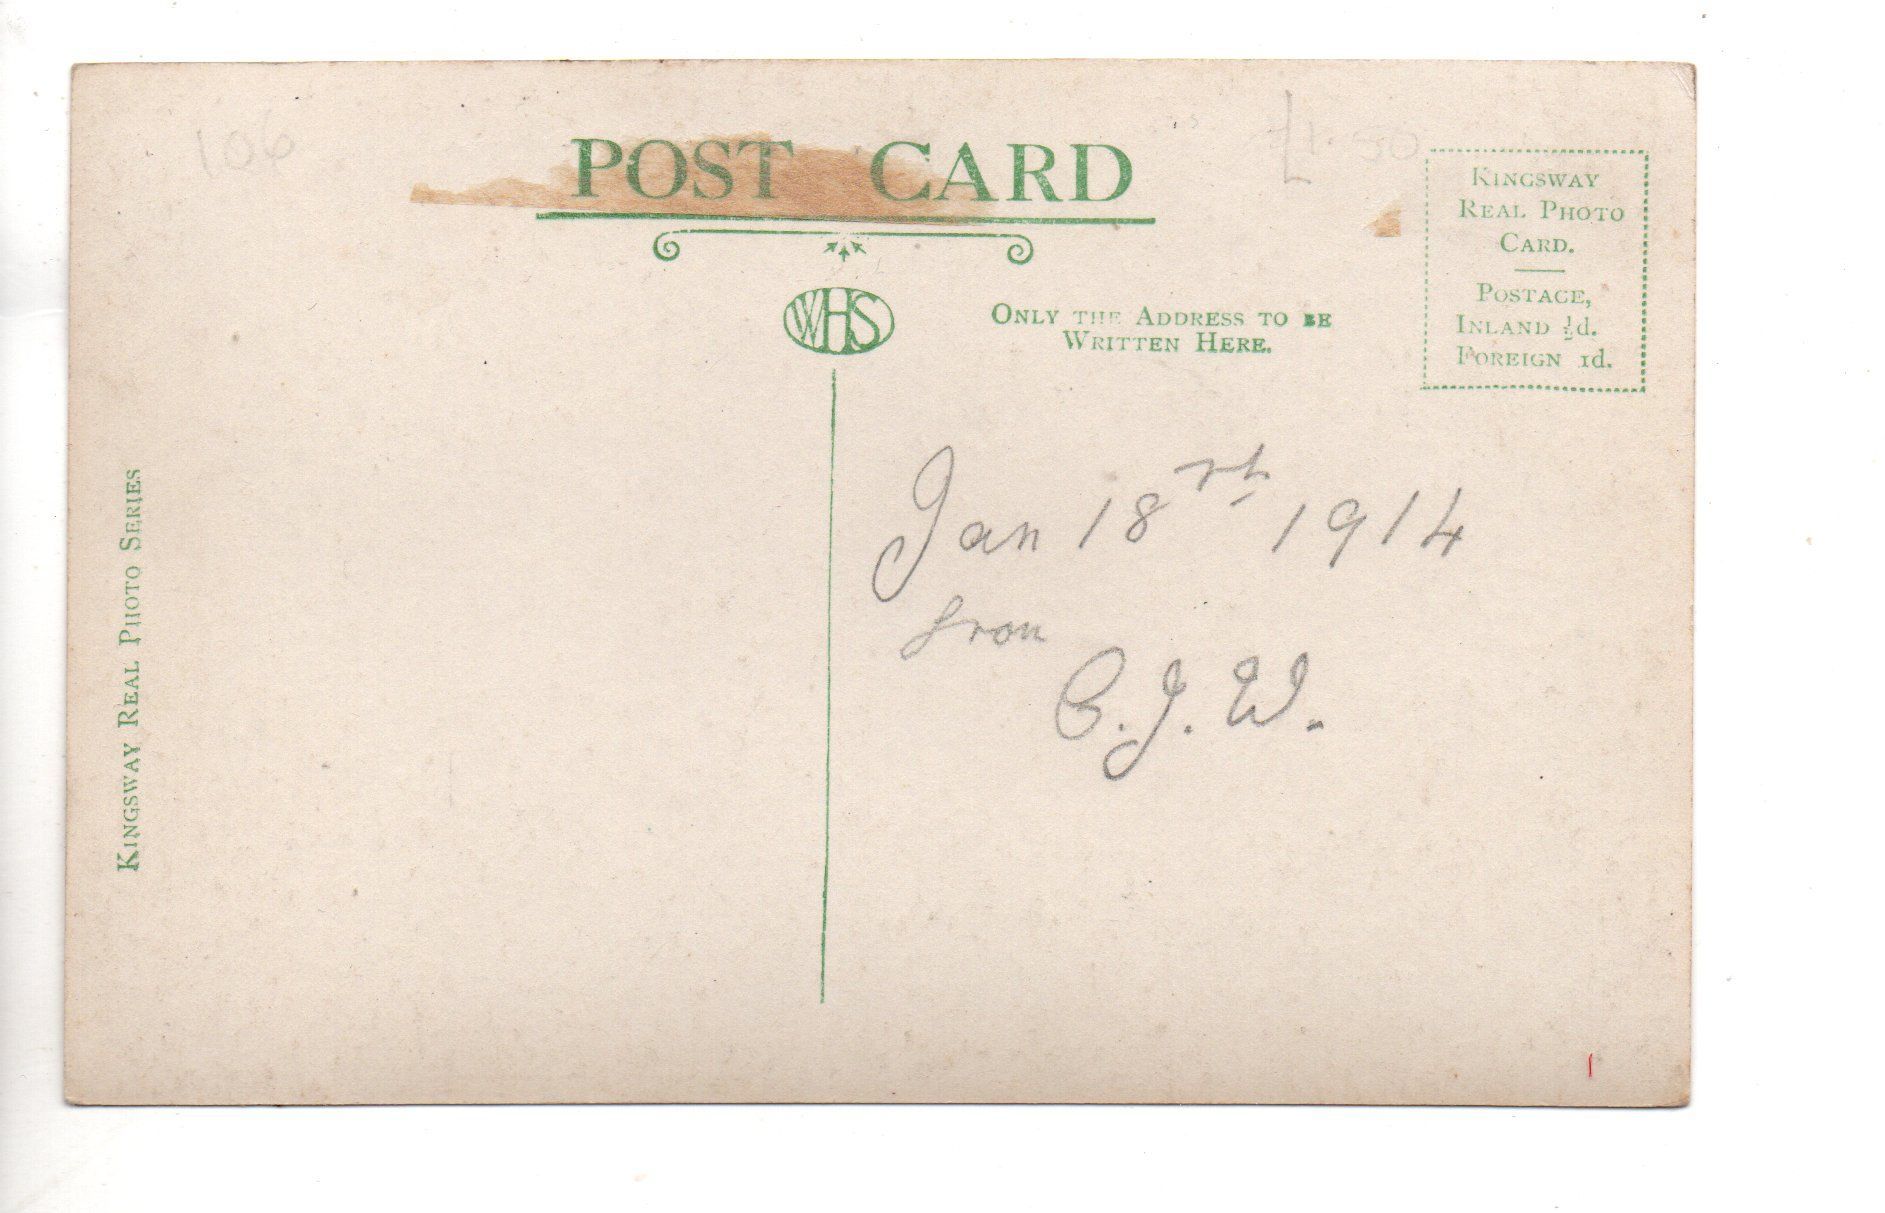 106
£1.50
POST CARD
KINGSWAY
REAL PHOTO
CARD.
POSTAGE,
INLAND ½d.
FOREIGN 1d.
WHS
ONLY THE ADDRESS TO BE
WRITTEN HERE.
KINGSWAY REAL PHOTO SERIES
Jan 18th 1914
from
C. J. W.